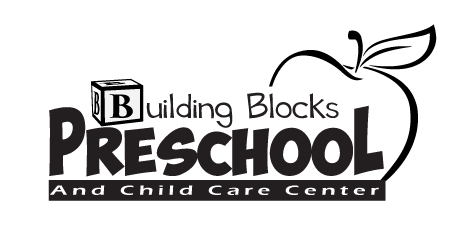 Building Blocks
PRESCHOOL
And Child Care Center